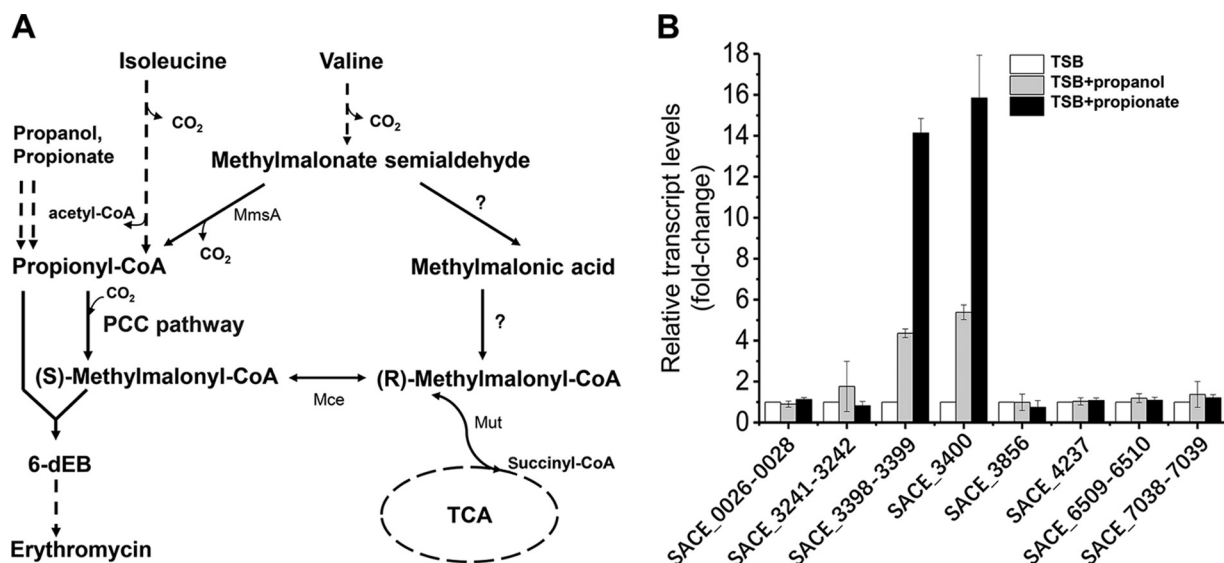 A
Isoleucine
Valine
CO2
CO2
Propanol,
Propionate
Methylmalonate semialdehyde
acetyl-CoA
MmsA
?
CO2
Propionyl-CoA
Methylmalonic acid
CO2
PCC pathway
?
(S)-Methylmalonyl-CoA
(R)-Methylmalonyl-CoA
Mce
Mut
6-dEB
Succinyl-CoA
TCA
Erythromycin
B
Relative transcript levels
(fold-change)
18
16
14
12
10
8
6
4
2
0
TSB
TSB+propanol
TSB+propionate
SACE_0026-0028
SACE_3241-3242
SACE_3398-3399
SACE_3400
SACE_3856
SACE_4237
SACE_6509-6510
SACE_7038-7039